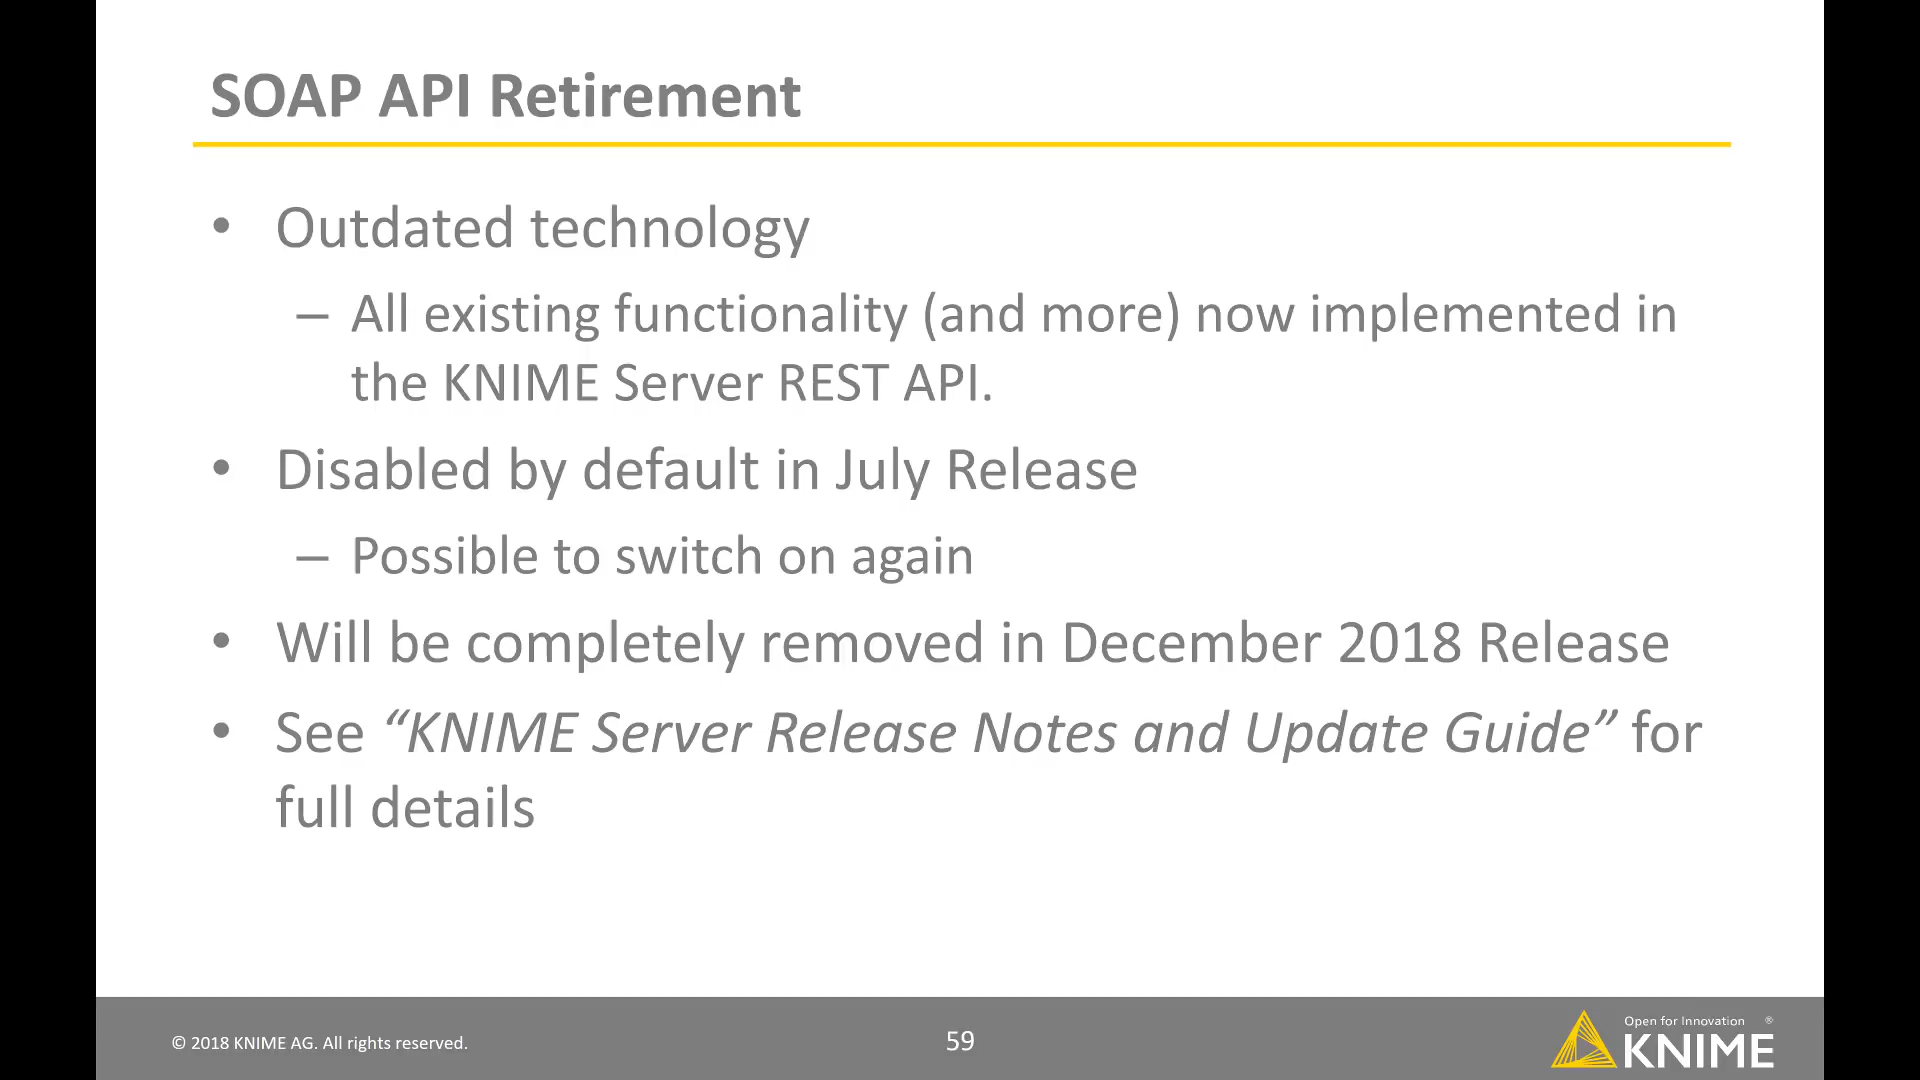 SOAP API Retirement
• Outdated technology
– All existing functionality (and more) now implemented in
the KNIME Server REST API.
• Disabled by default in July Release
– Possible to switch on again
• Will be completely removed in December 2018 Release
• See “KNIME Server Release Notes and Update Guide” for
full details
© 2018 KNIME AG. All rights reserved.
59
Open for Innovation ®
KNIME